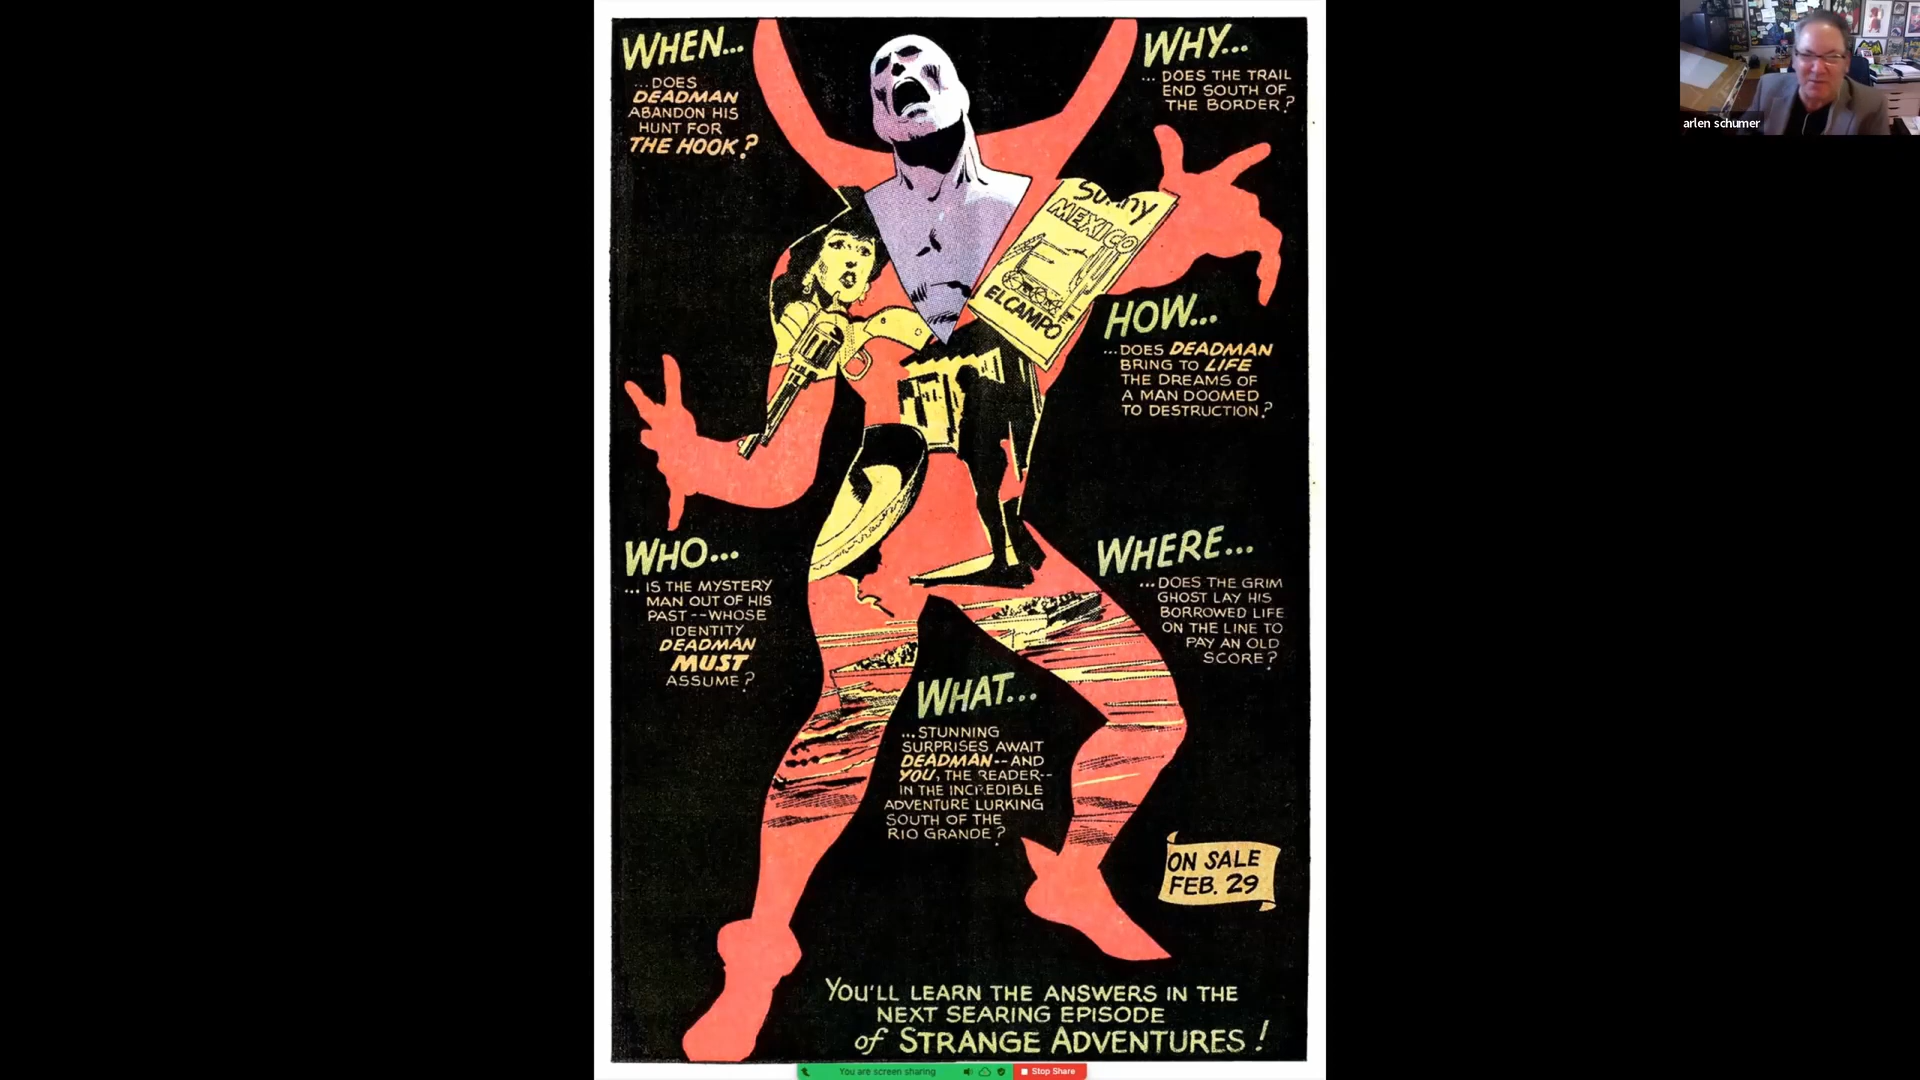 WHEN...
...DOES
DEADMAN
ABANDON HIS
HUNT FOR
THE HOOK?
WHY...
... DOES THE TRAIL
END SOUTH OF
THE BORDER?
arlen schumer
MEXICO
EL CAMPO
HOW...
...DOES DEADMAN
BRING TO LIFE
THE DREAMS OF
A MAN DOOMED
TO DESTRUCTION?
WHO...
... IS THE MYSTERY
MAN OUT OF HIS
PAST--WHOSE
IDENTITY
DEADMAN
MUST
ASSUME?
WHERE...
...DOES THE GRIM
GHOST LAY HIS
BORROWED LIFE
ON THE LINE TO
PAY AN OLD
SCORE?
WHAT...
...STUNNING
SURPRISES AWAIT
DEADMAN--AND
YOU, THE READER--
IN THE INCREDIBLE
ADVENTURE LURKING
SOUTH OF THE
RIO GRANDE?
ON SALE
FEB. 29
YOU'LL LEARN THE ANSWERS IN THE
NEXT SEARING EPISODE
of STRANGE ADVENTURES!
You are screen sharing
Stop Share